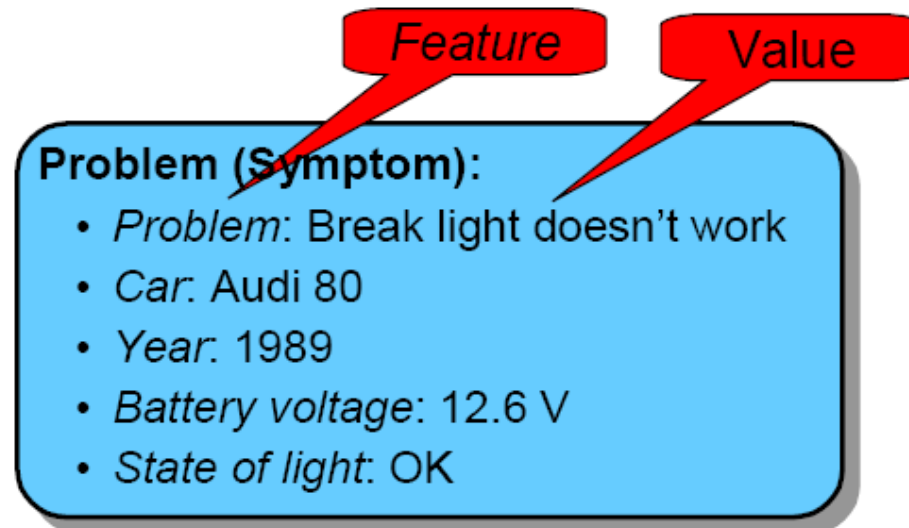 Feature
Value
Problem (Symptom):
• Problem: Break light doesn't work
• Car: Audi 80
• Year: 1989
• Battery voltage: 12.6 V
• State of light: OK